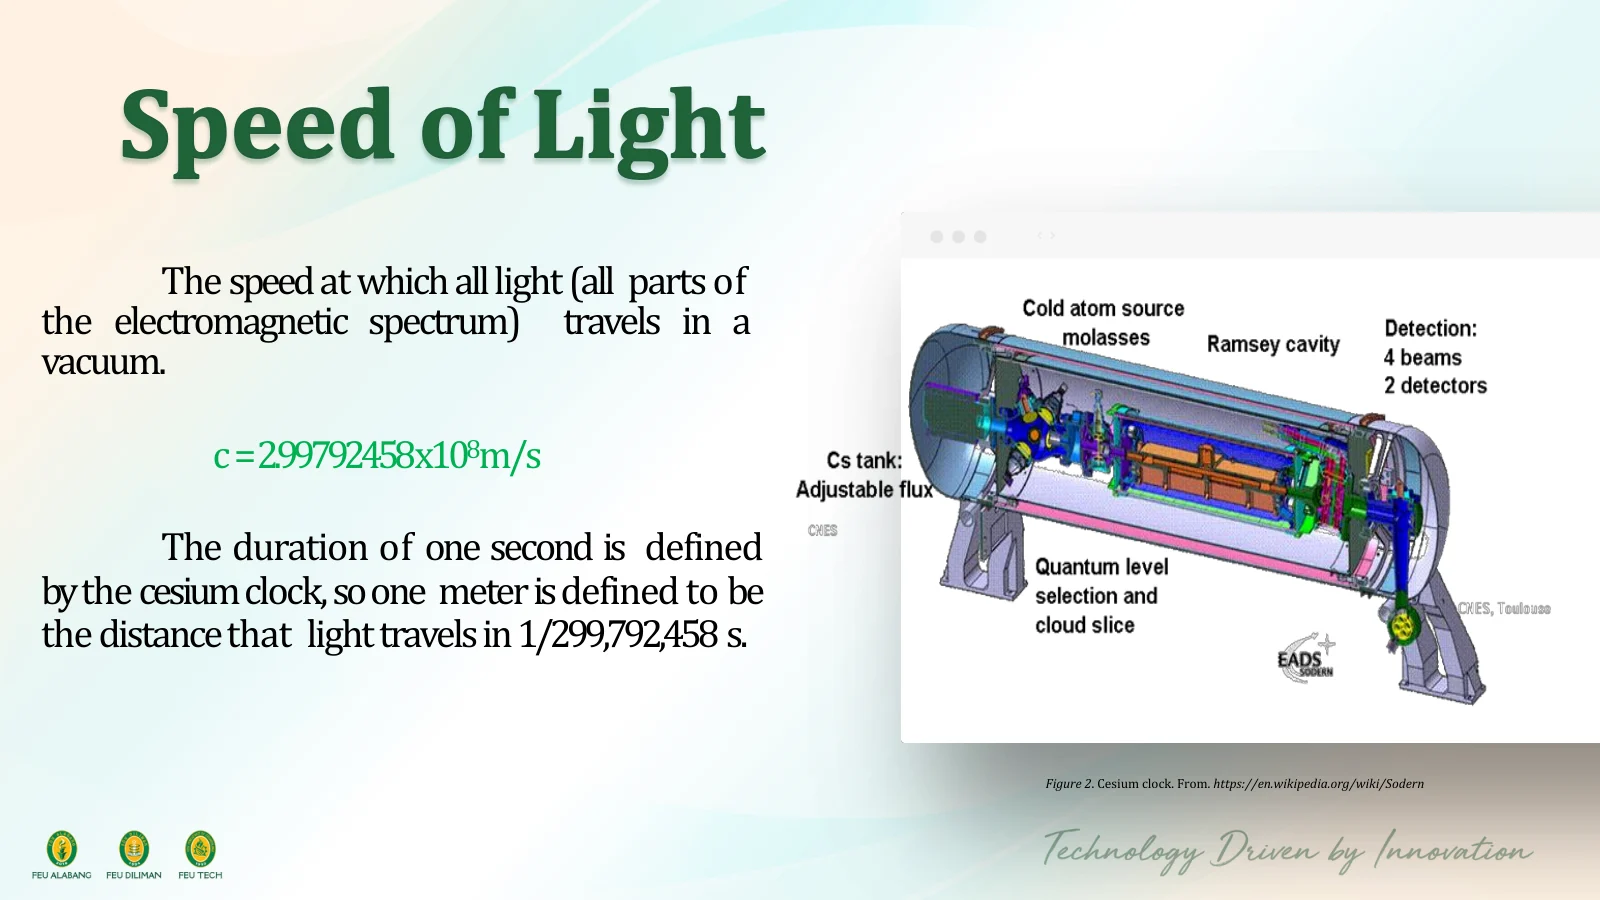 Speed of Light
The speed at which all light (all parts of
the electromagnetic spectrum) travels in a
vacuum.
c = 2.99792458x10⁸m/s
The duration of one second is defined
by the cesium clock, so one meter is defined to be
the distance that light travels in 1/299,792,458 s.
Cold atom source
molasses
Ramsey cavity
Detection:
4 beams
2 detectors
Cs tank:
Adjustable flux
CNES
Quantum level
selection and
cloud slice
CNES, Toulouse
EADS
SODERN
Figure 2. Cesium clock. From. https://en.wikipedia.org/wiki/Sodern
FEU ALABANG
FEU DILIMAN
FEU TECH
Technology Driven by Innovation